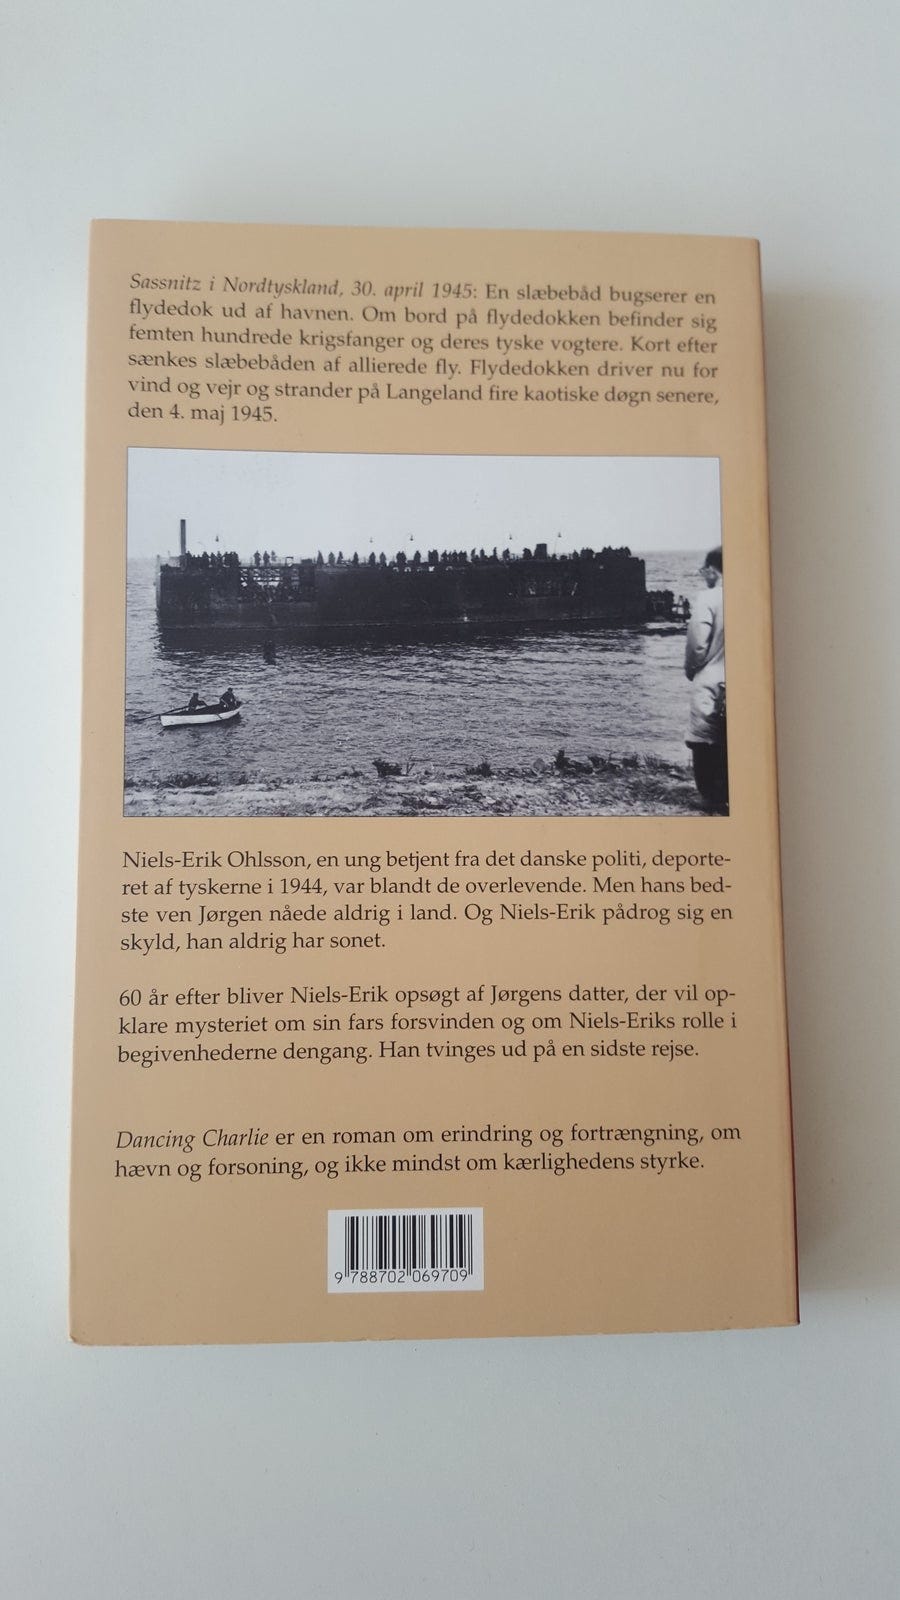 Sassnitz i Nordtyskland, 30. april 1945: En slæbebåd bugserer en
flydedok ud af havnen. Om bord på flydedokken befinder sig
femten hundrede krigsfanger og deres tyske vogtere. Kort efter
sænkes slæbebåden af allierede fly. Flydedokken driver nu for
vind og vejr og strander på Langeland fire kaotiske døgn senere,
den 4. maj 1945.
Niels-Erik Ohlsson, en ung betjent fra det danske politi, deporte-
ret af tyskerne i 1944, var blandt de overlevende. Men hans bed-
ste ven Jørgen nåede aldrig i land. Og Niels-Erik pådrog sig en
skyld, han aldrig har sonet.
60 år efter bliver Niels-Erik opsøgt af Jørgens datter, der vil op-
klare mysteriet om sin fars forsvinden og om Niels-Eriks rolle i
begivenhederne dengang. Han tvinges ud på en sidste rejse.
Dancing Charlie er en roman om erindring og fortrængning, om
hævn og forsoning, og ikke mindst om kærlighedens styrke.
9 788702 069709